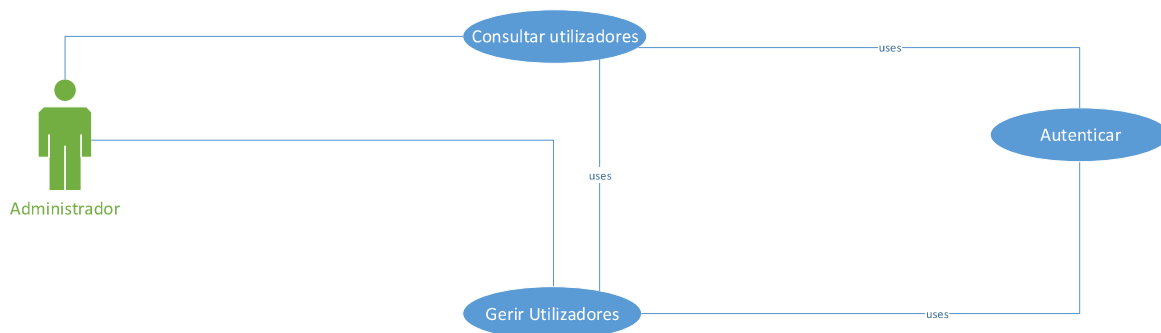 Consultar utilizadores
uses
Autenticar
uses
Administrador
Gerir Utilizadores
uses